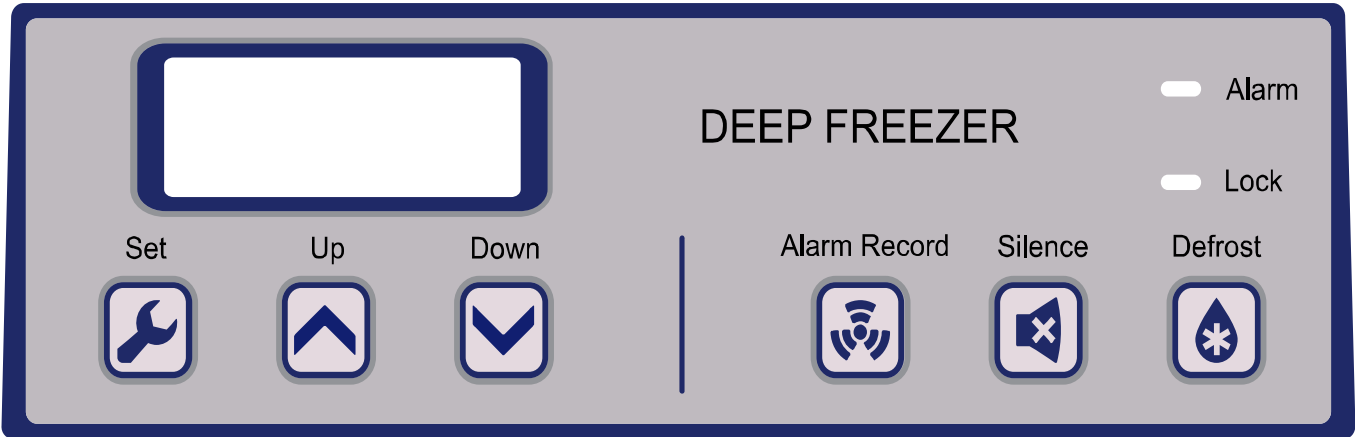 DEEP FREEZER
Alarm
Lock
Set
Up
Down
Alarm Record
Silence
Defrost